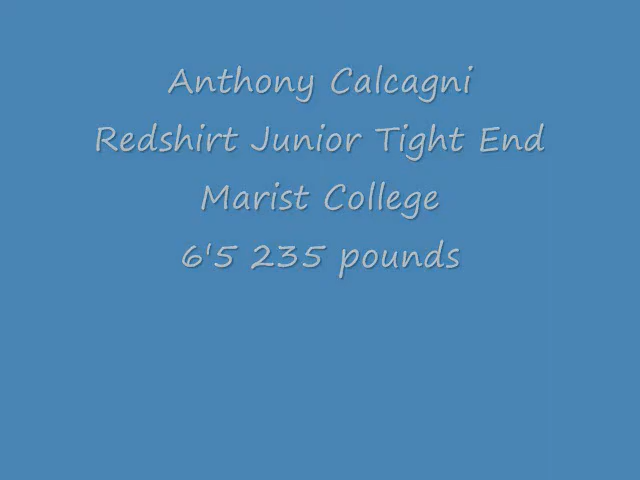 Anthony Calcagni
Redshirt Junior Tight End
Marist College
6'5 235 pounds